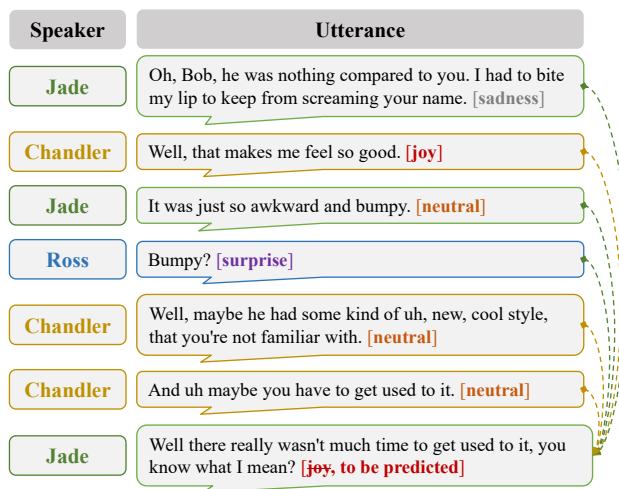 Speaker Utterance
Jade Oh, Bob, he was nothing compared to you. I had to bite
my lip to keep from screaming your name. [sadness]
Chandler Well, that makes me feel so good. [joy]
Jade It was just so awkward and bumpy. [neutral]
Ross Bumpy? [surprise]
Chandler Well, maybe he had some kind of uh, new, cool style,
that you're not familiar with. [neutral]
Chandler And uh maybe you have to get used to it. [neutral]
Jade Well there really wasn't much time to get used to it, you
know what I mean? [joy, to be predicted]